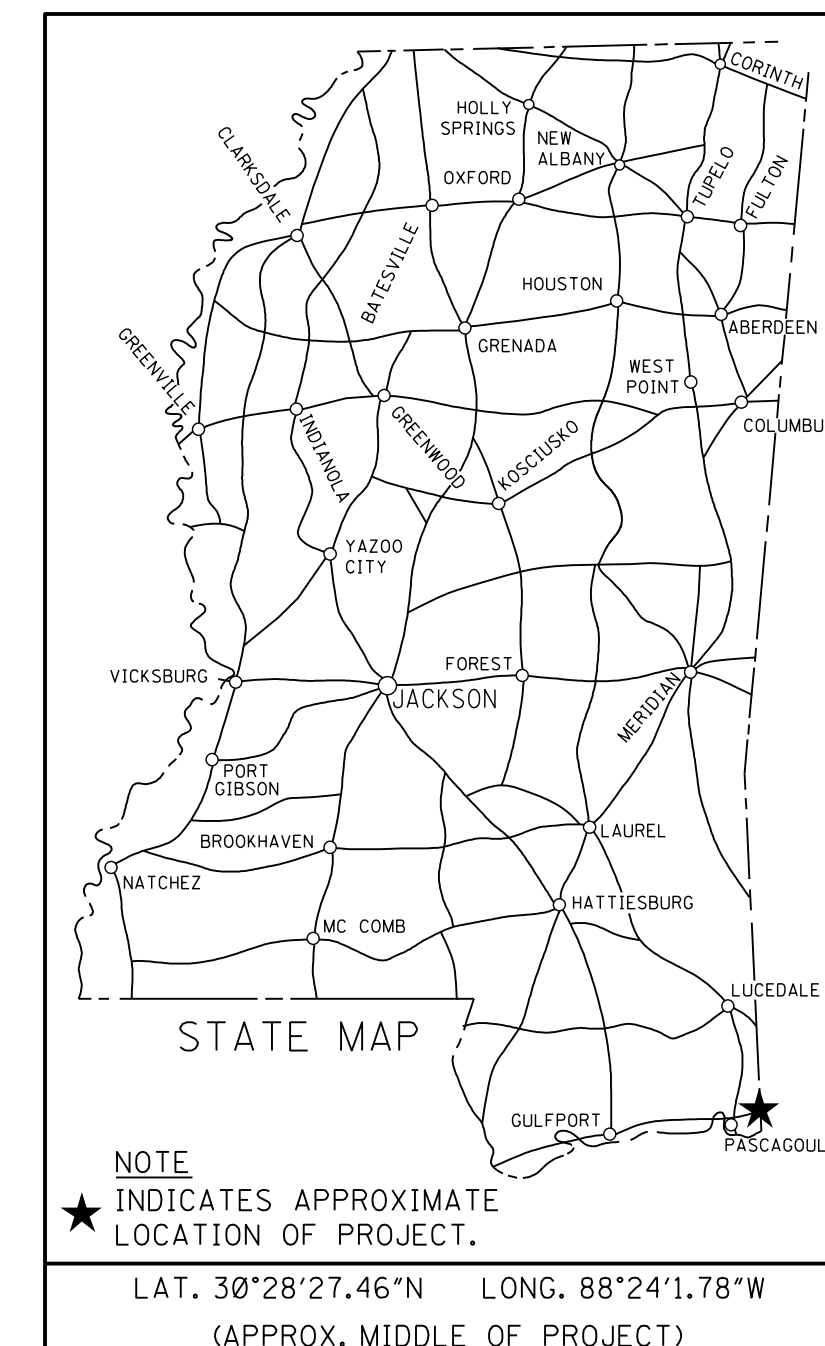 CORINTH
HOLLY
SPRINGS
NEW
ALBANY
CLARKSDALE
OXFORD
TUPELO
FULTON
BATESVILLE
HOUSTON
ABERDEEN
GREENVILLE
GRENADA
WEST
POINT
COLUMBU
INDIANOLA
GREENWOOD
KOSCIUSKO
YAZOO
CITY
VICKSBURG
FOREST
JACKSON
MERIDIAN
PORT
GIBSON
BROOKHAVEN
LAUREL
NATCHEZ
HATTIESBURG
MC COMB
LUCEDALE
STATE MAP
GULFPORT
PASCAGOUL
NOTE
INDICATES APPROXIMATE
LOCATION OF PROJECT.
LAT. 30°28'27.46"N LONG. 88°24'1.78"W
(APPROX. MIDDLE OF PROJECT)